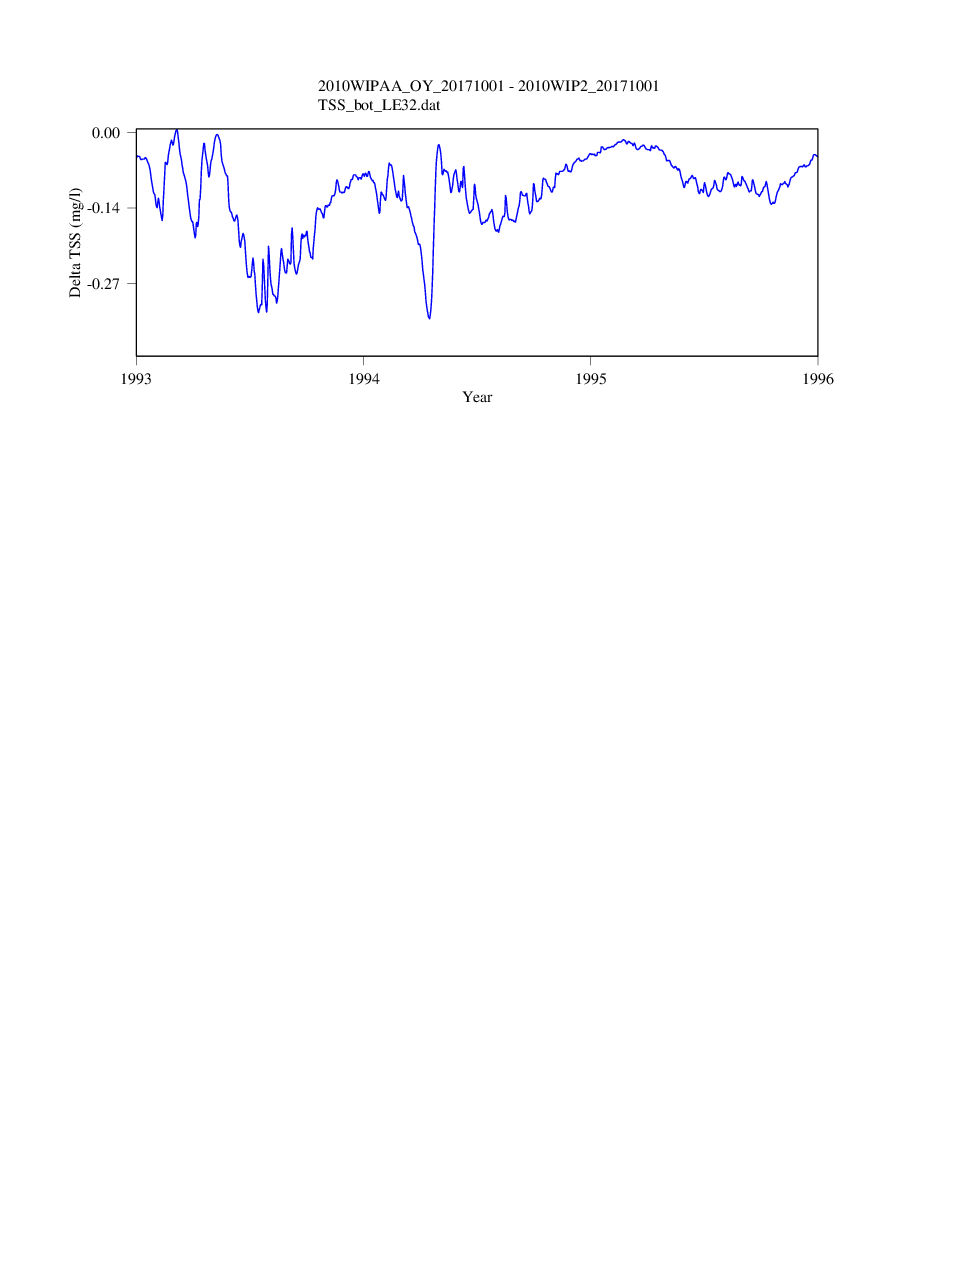 2010WIPAA_OY_20171001 - 2010WIP2_20171001
TSS_bot_LE32.dat
0.00
-0.14
-0.27
Delta TSS (mg/l)
1993 1994 1995 1996
Year